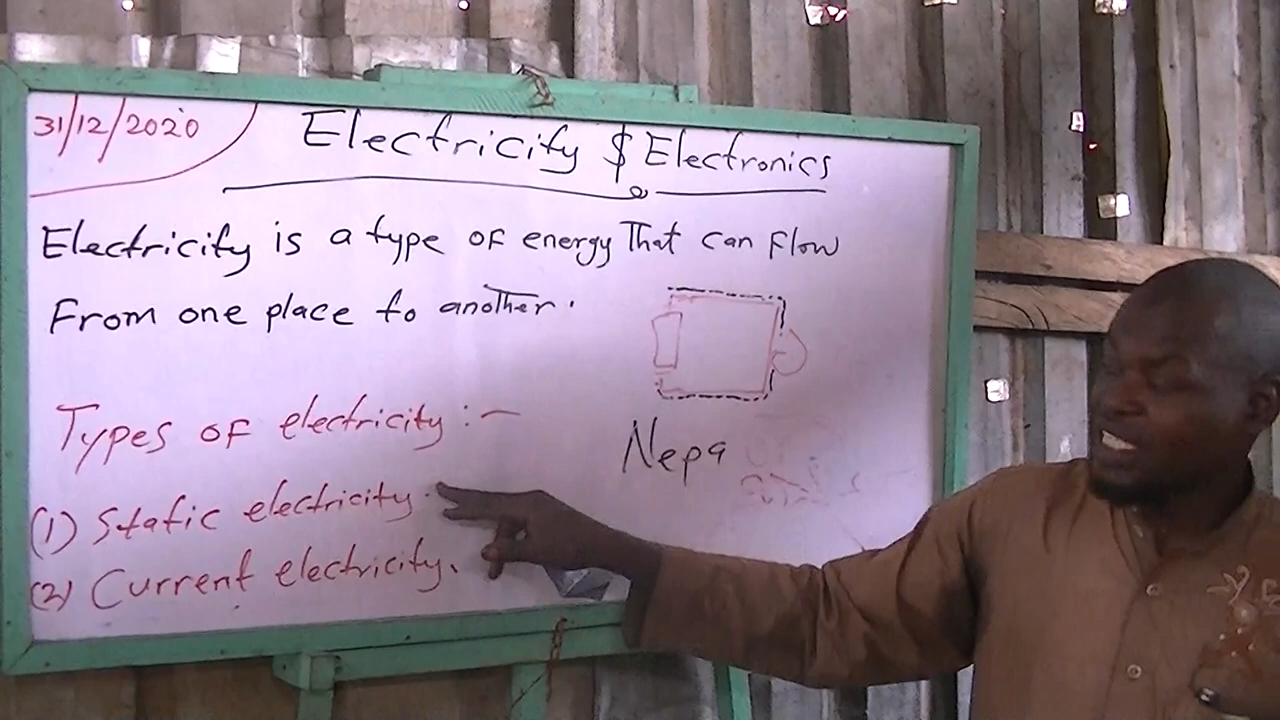 31/12/2020
Electricity $ Electronics
Electricity is a type of energy That can flow
From one place to another.
Types of electricity :-
(1) Static electricity.
(2) Current electricity.
Nepa